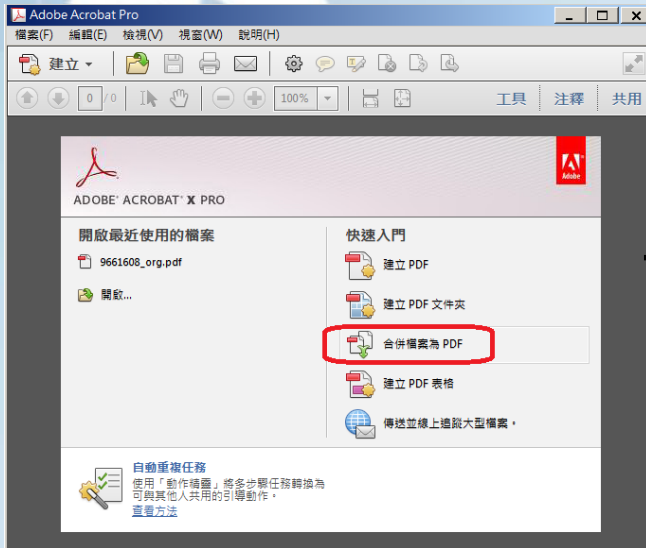 Adobe Acrobat Pro
檔案(F) 編輯(E) 檢視(V) 視窗(W) 說明(H)
建立
0 / 0 100% 工具 注釋 共用
Adobe
ADOBE® ACROBAT® X PRO
開啟最近使用的檔案
9661608_org.pdf
開啟...
快速入門
建立 PDF
建立 PDF 文件夾
合併檔案為 PDF
建立 PDF 表格
傳送並線上追蹤大型檔案。
自動重複任務
使用「動作精靈」將多步驟任務轉換為
可與其他人共用的引導動作。
查看方法